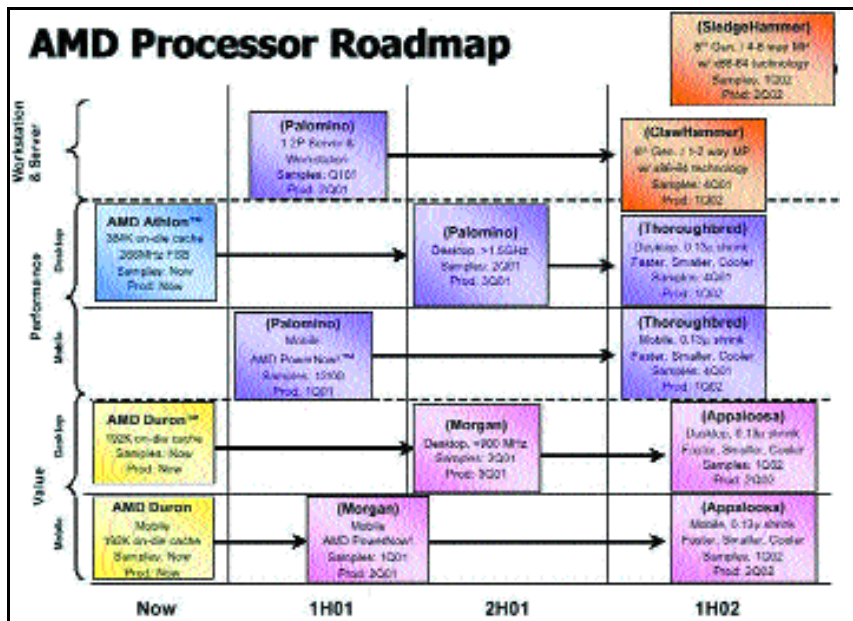 AMD Processor Roadmap
(SledgeHammer)
8th Gen. / 4-8 way MP
w/ x86-64 technology
Samples: 1Q02
Prod: 2Q02
Workstation
& Server
(Palomino)
1-2P Server &
Workstation
Samples: Q101
Prod: 2Q01
(ClawHammer)
8th Gen. / 1-2 way MP
w/ x86-64 technology
Samples: 4Q01
Prod: 1Q02
Performance
Desktop
AMD Athlon™
384K on-die cache
266MHz FSB
Samples: Now
Prod: Now
(Palomino)
Desktop, >1.5GHz
Samples: 2Q01
Prod: 3Q01
(Thoroughbred)
Desktop, 0.13µ shrink
Faster, Smaller, Cooler
Samples: 4Q01
Prod: 1Q02
Mobile
(Palomino)
Mobile
AMD PowerNow!™
Samples:
Prod: 1Q01
(Thoroughbred)
Mobile, 0.13µ shrink
Faster, Smaller, Cooler
Samples: 4Q01
Prod: 1Q02
Value
Desktop
AMD Duron™
192K on-die cache
Samples: Now
Prod: Now
(Morgan)
Desktop, 900 MHz
Samples: 2Q01
Prod: 3Q01
(Appaloosa)
Desktop, 0.13µ shrink
Faster, Smaller, Cooler
Samples: 1Q02
Prod: 2Q02
Mobile
AMD Duron
Mobile
192K on-die cache
Samples: Now
Prod: Now
(Morgan)
Mobile
AMD PowerNow!
Samples: 1Q01
Prod: 2Q01
(Appaloosa)
Mobile, 0.13µ shrink
Faster, Smaller, Cooler
Samples: 1Q02
Prod: 2Q02
Now
1H01
2H01
1H02